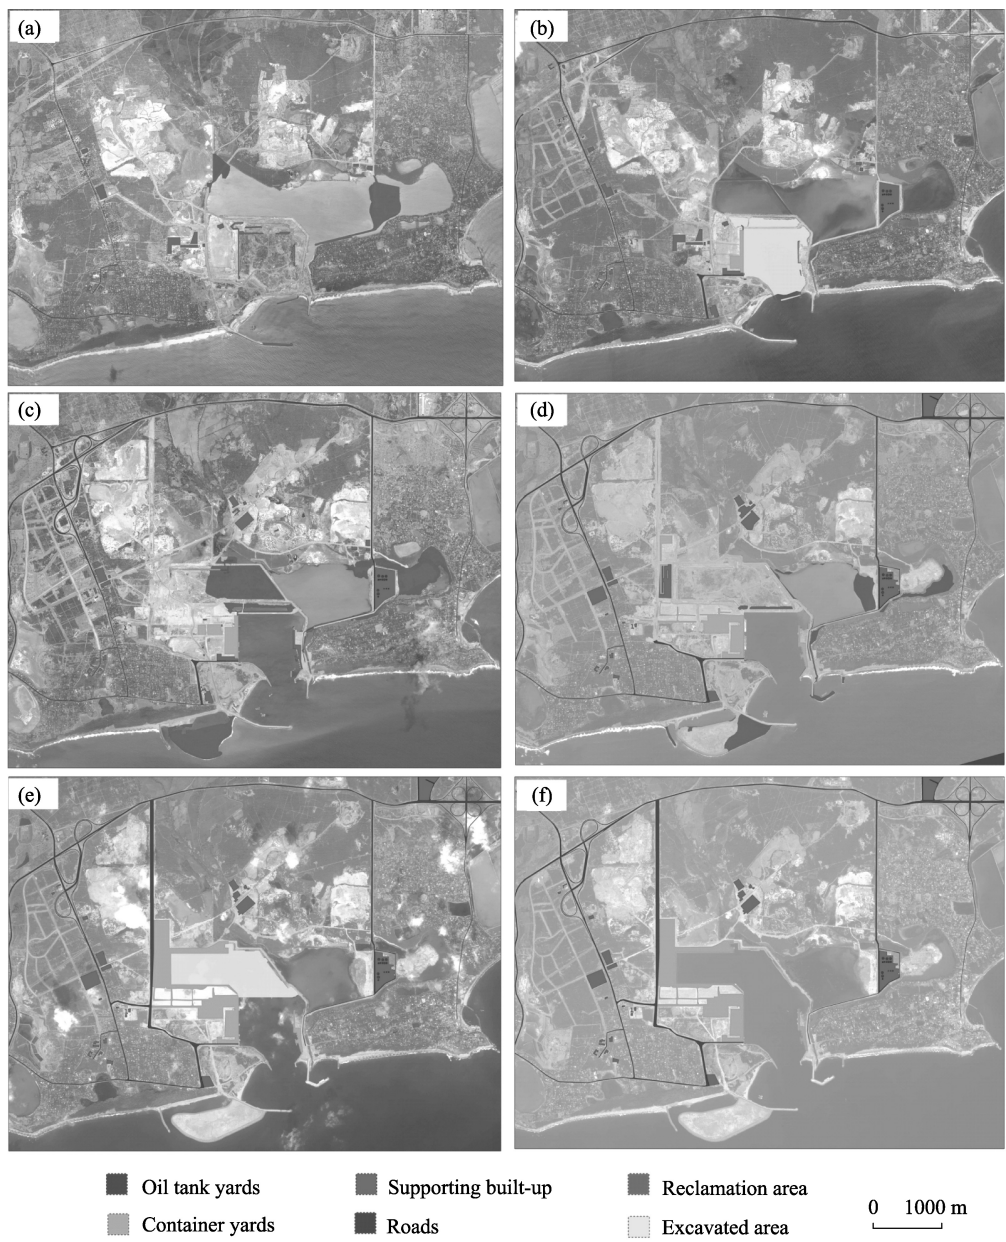 (a)
(b)
(c)
(d)
(e)
(f)
Oil tank yards
Supporting built-up
Reclamation area
Container yards
Roads
Excavated area
0 1000 m